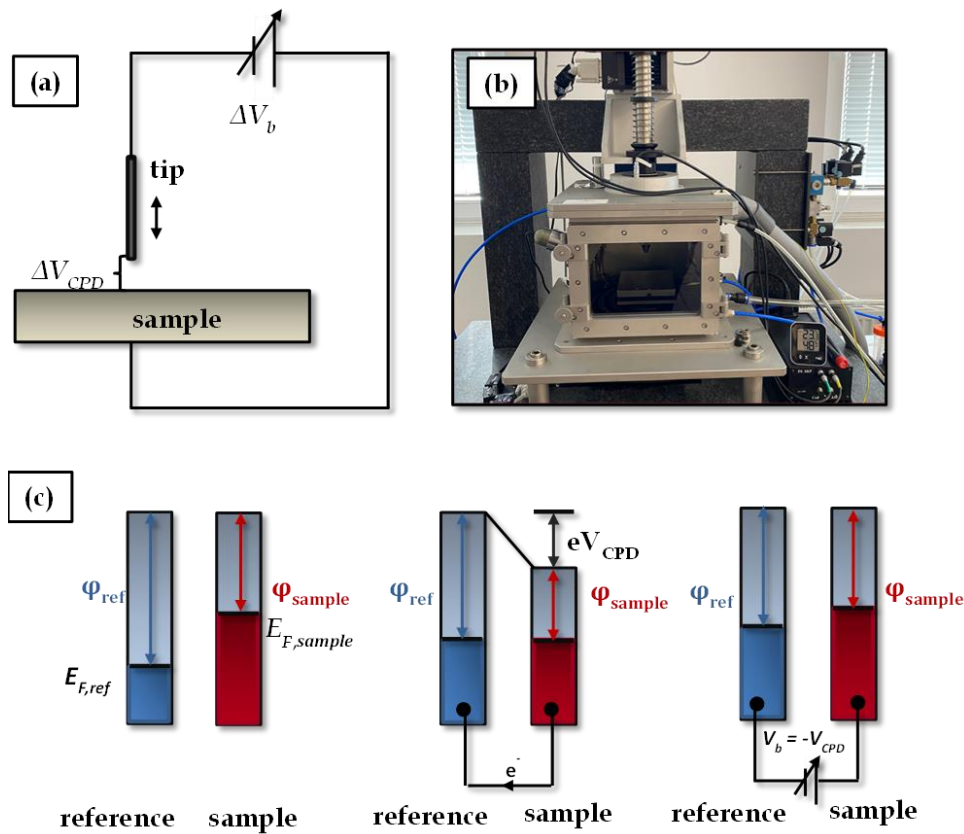 (a)
ΔV_b
tip
ΔV_CPD
sample
(b)
(c)
φ_ref
φ_sample
E_F,ref
E_F,sample
φ_ref
eV_CPD
φ_sample
e⁻
φ_ref
φ_sample
V_b = -V_CPD
reference sample
reference sample
reference sample